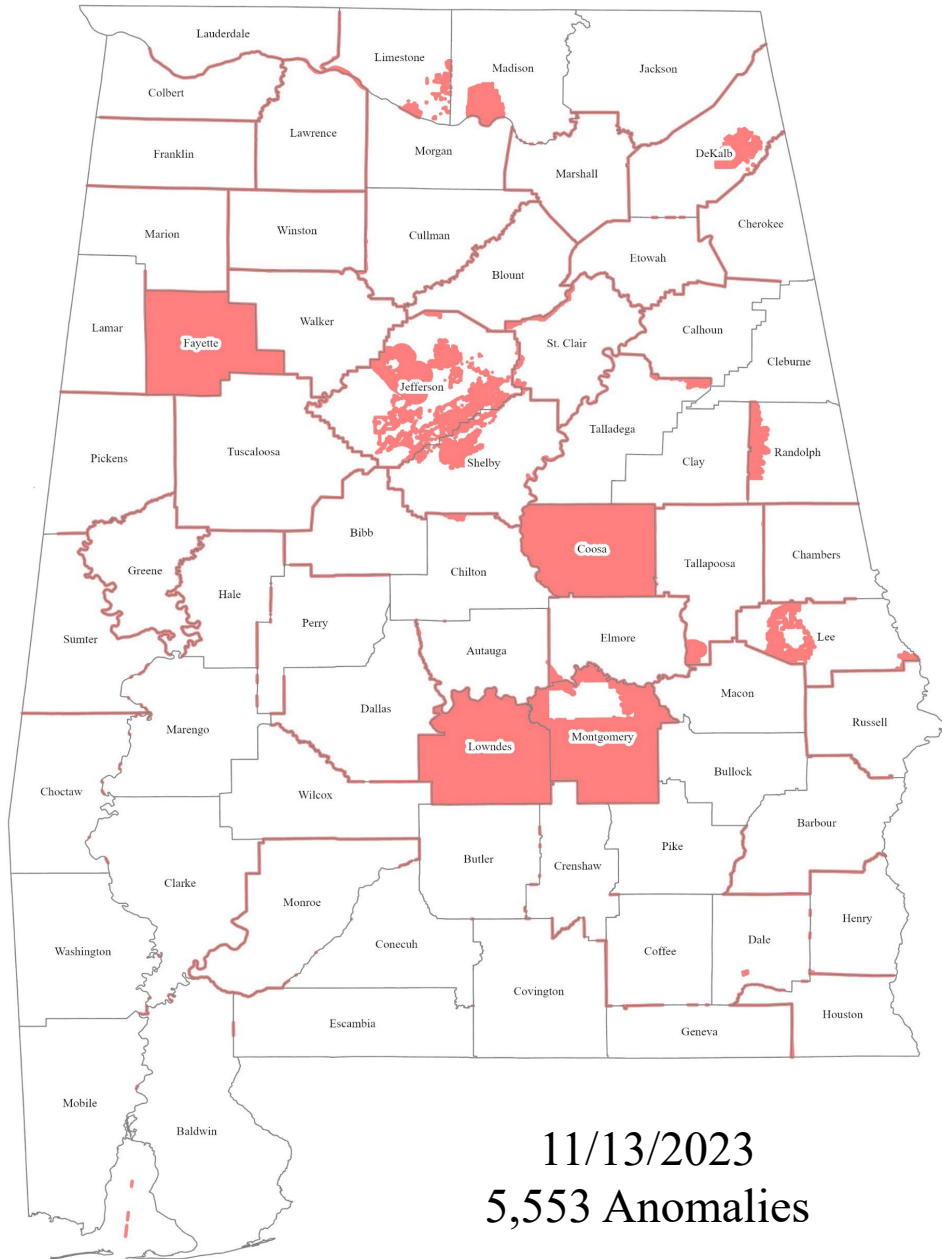 Lauderdale
Limestone
Madison
Jackson
Colbert
Lawrence
Franklin
Morgan
DeKalb
Marshall
Marion
Winston
Cullman
Cherokee
Etowah
Blount
Lamar
Walker
Calhoun
Fayette
St. Clair
Cleburne
Jefferson
Talladega
Randolph
Pickens
Tuscaloosa
Shelby
Clay
Bibb
Coosa
Greene
Hale
Chilton
Tallapoosa
Chambers
Perry
Sumter
Autauga
Elmore
Lee
Macon
Dallas
Marengo
Russell
Lowndes
Montgomery
Bullock
Choctaw
Wilcox
Barbour
Butler
Crenshaw
Pike
Clarke
Monroe
Henry
Washington
Conecuh
Coffee
Dale
Covington
Escambia
Geneva
Houston
Mobile
Baldwin
11/13/2023
5,553 Anomalies